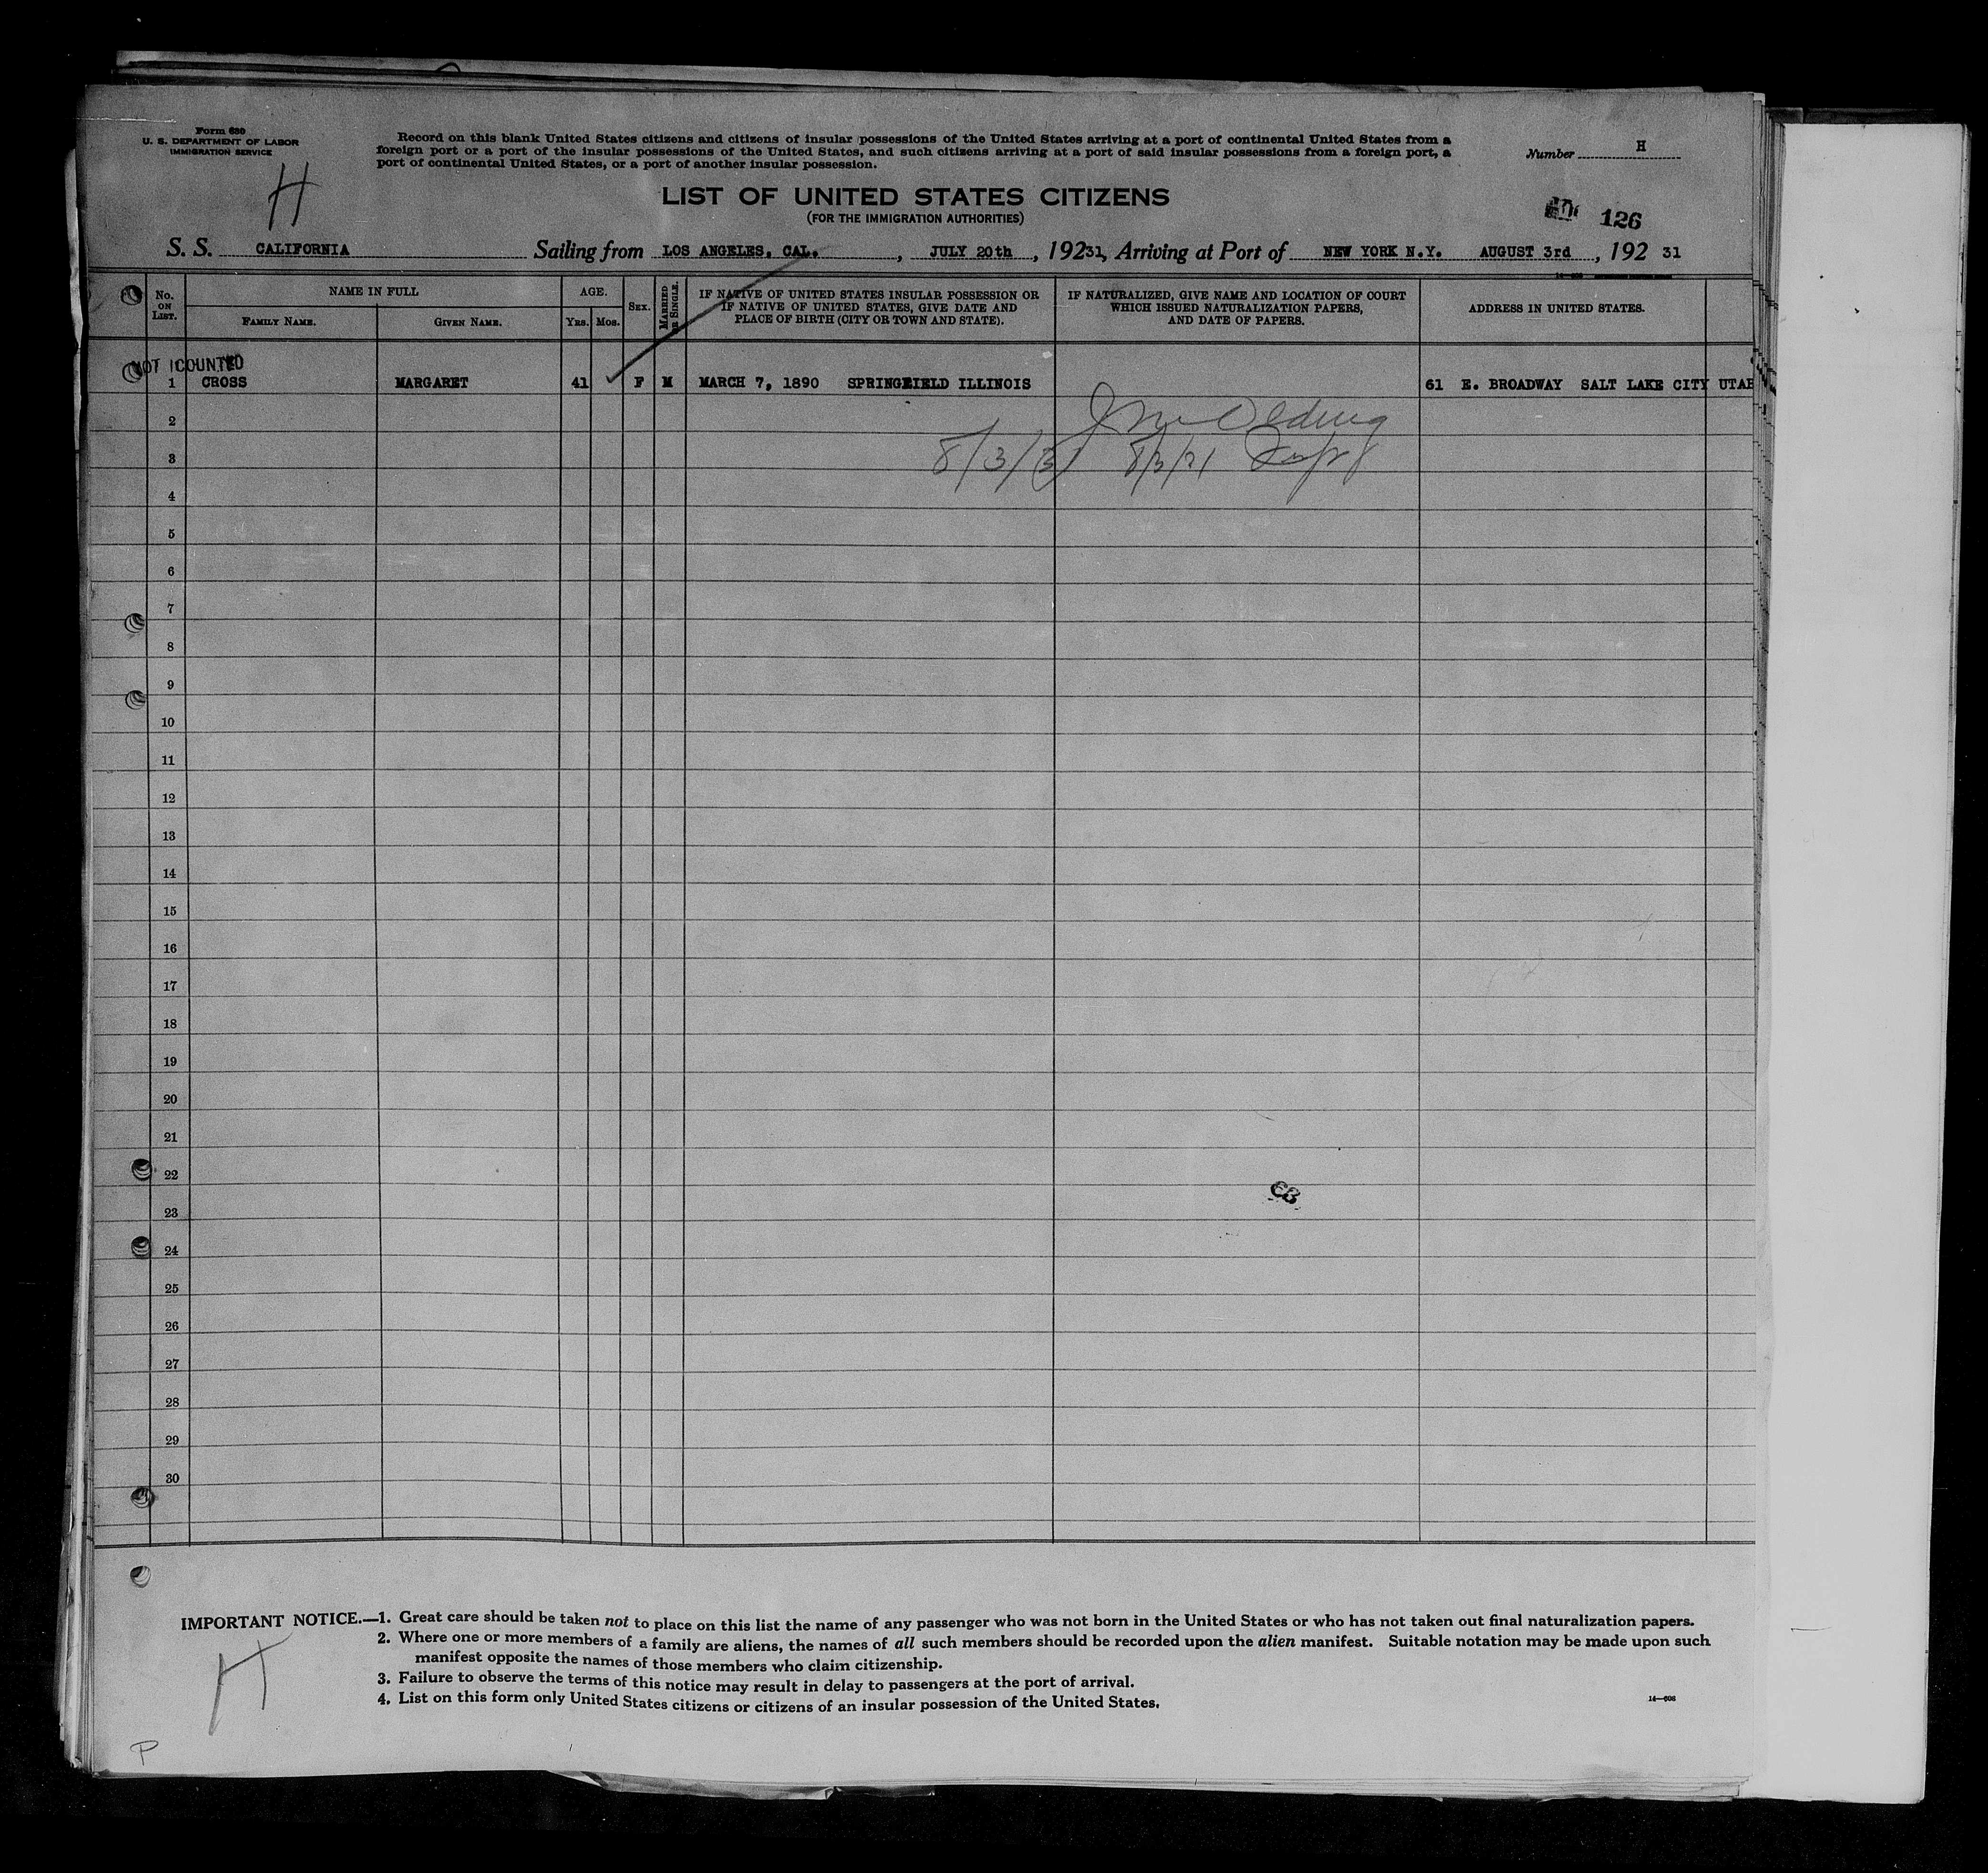 Form 630
U. S. DEPARTMENT OF LABOR
IMMIGRATION SERVICE
H
Record on this blank United States citizens and citizens of insular possessions of the United States arriving at a port of continental United States from a
foreign port or a port of the insular possessions of the United States, and such citizens arriving at a port of said insular possessions from a foreign port, a
port of continental United States, or a port of another insular possession.
Number H
LIST OF UNITED STATES CITIZENS
(FOR THE IMMIGRATION AUTHORITIES)
126
S. S. CALIFORNIA Sailing from LOS ANGELES, CAL. , JULY 20th , 19231, Arriving at Port of NEW YORK N.Y. AUGUST 3rd , 192 31
No. ON LIST.
NAME IN FULL
FAMILY NAME. GIVEN NAME.
AGE.
YRS. MOS.
SEX.
MARRIED OR SINGLE.
IF NATIVE OF UNITED STATES INSULAR POSSESSION OR
IF NATIVE OF UNITED STATES, GIVE DATE AND
PLACE OF BIRTH (CITY OR TOWN AND STATE).
IF NATURALIZED, GIVE NAME AND LOCATION OF COURT
WHICH ISSUED NATURALIZATION PAPERS,
AND DATE OF PAPERS.
ADDRESS IN UNITED STATES.
NOT COUNTED
1 CROSS MARGARET 41 F M MARCH 7, 1890 SPRINGFIELD ILLINOIS 61 E. BROADWAY SALT LAKE CITY UTAH
2
3 8/3/31
4
5
6
7
8
9
10
11
12
13
14
15
16
17
18
19
20
21
22
23
24
25
26
27
28
29
30
IMPORTANT NOTICE.—1. Great care should be taken not to place on this list the name of any passenger who was not born in the United States or who has not taken out final naturalization papers.
2. Where one or more members of a family are aliens, the names of all such members should be recorded upon the alien manifest. Suitable notation may be made upon such
manifest opposite the names of those members who claim citizenship.
3. Failure to observe the terms of this notice may result in delay to passengers at the port of arrival.
4. List on this form only United States citizens or citizens of an insular possession of the United States.
14—608
H
P